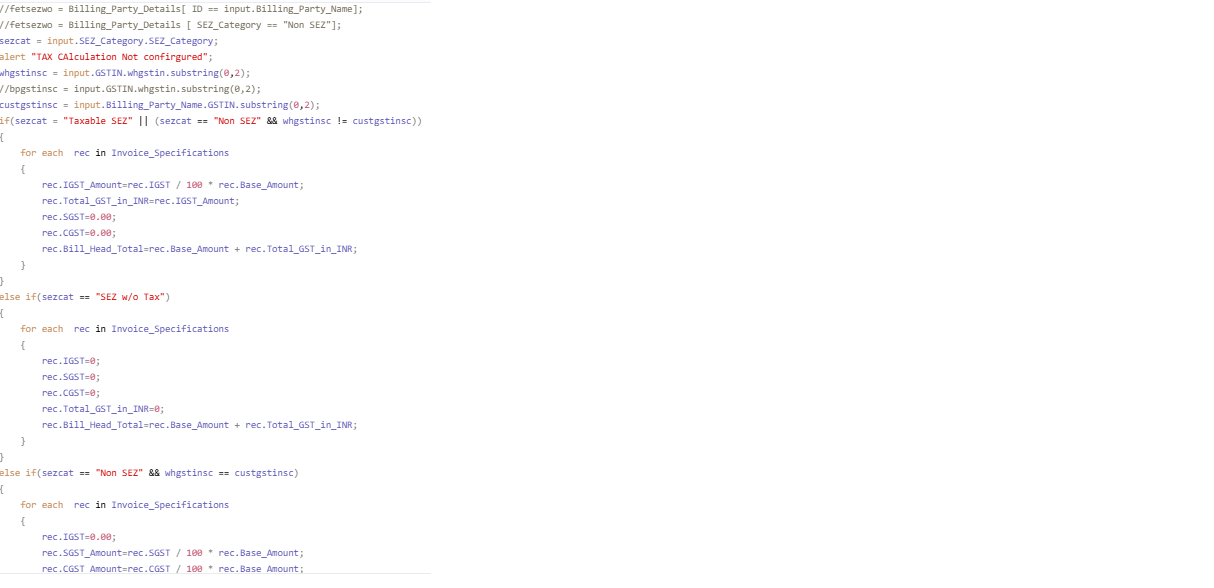 //fetsezwo = Billing_Party_Details[ ID == input.Billing_Party_Name];
//fetsezwo = Billing_Party_Details [ SEZ_Category == "Non SEZ"];
sezcat = input.SEZ_Category.SEZ_Category;
alert "TAX CAlculation Not confirgured";
whgstinsc = input.GSTIN.whgstin.substring(0,2);
//bpgstinsc = input.GSTIN.whgstin.substring(0,2);
custgstinsc = input.Billing_Party_Name.GSTIN.substring(0,2);
if(sezcat = "Taxable SEZ" || (sezcat == "Non SEZ" && whgstinsc != custgstinsc))
{
    for each  rec in Invoice_Specifications
    {
        rec.IGST_Amount=rec.IGST / 100 * rec.Base_Amount;
        rec.Total_GST_in_INR=rec.IGST_Amount;
        rec.SGST=0.00;
        rec.CGST=0.00;
        rec.Bill_Head_Total=rec.Base_Amount + rec.Total_GST_in_INR;
    }
}
else if(sezcat == "SEZ w/o Tax")
{
    for each  rec in Invoice_Specifications
    {
        rec.IGST=0;
        rec.SGST=0;
        rec.CGST=0;
        rec.Total_GST_in_INR=0;
        rec.Bill_Head_Total=rec.Base_Amount + rec.Total_GST_in_INR;
    }
}
else if(sezcat == "Non SEZ" && whgstinsc == custgstinsc)
{
    for each  rec in Invoice_Specifications
    {
        rec.IGST=0.00;
        rec.SGST_Amount=rec.SGST / 100 * rec.Base_Amount;
        rec.CGST_Amount=rec.CGST / 100 * rec.Base_Amount;